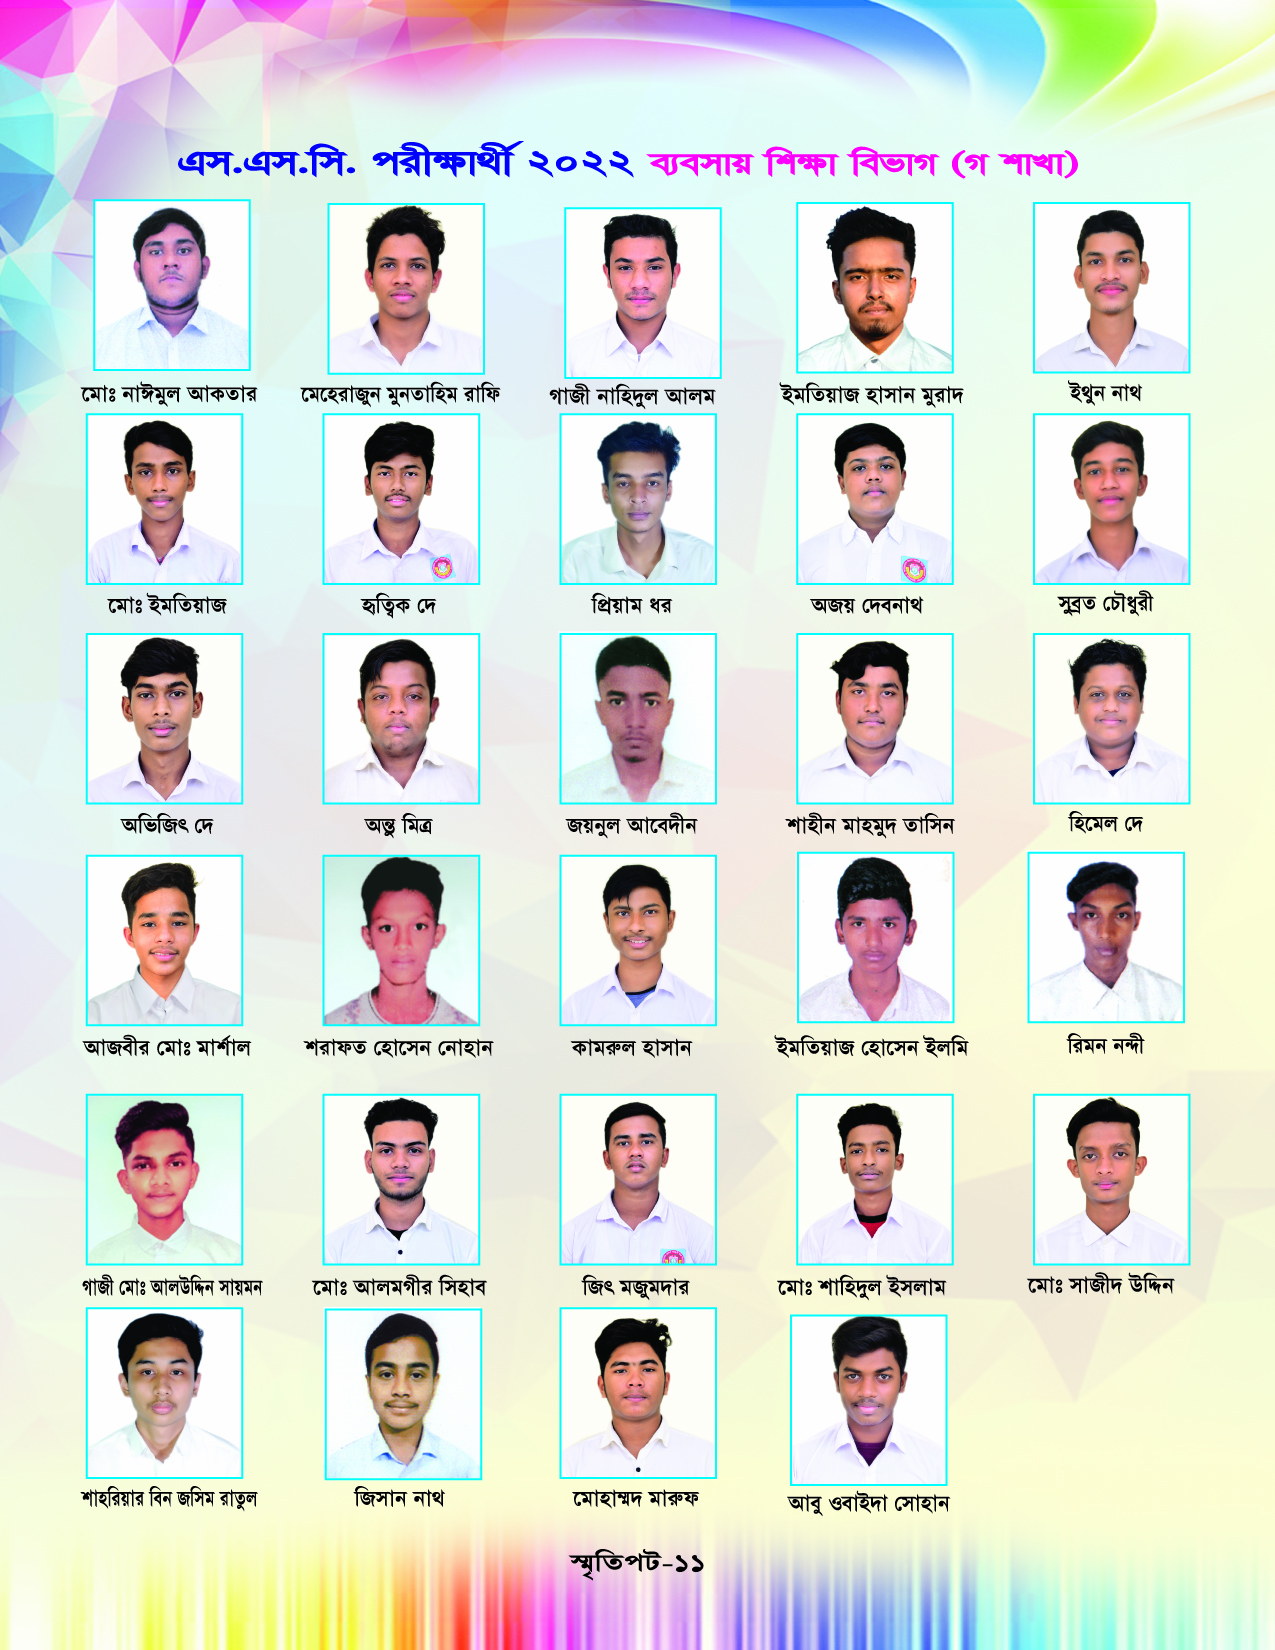 এস.এস.সি. পরীক্ষার্থী ২০২২ ব্যবসায় শিক্ষা বিভাগ (গ শাখা)
মোঃ নাঈমুল আকতার মেহেরাজুন মুনতাহিম রাফি গাজী নাহিদুল আলম ইমতিয়াজ হাসান মুরাদ ইথুন নাথ
মোঃ ইমতিয়াজ হৃত্বিক দে প্রিয়াম ধর অজয় দেবনাথ সুব্রত চৌধুরী
অভিজিৎ দে অন্তু মিত্র জয়নুল আবেদীন শাহীন মাহমুদ তাসিন হিমেল দে
আজবীর মোঃ মার্শাল শরাফত হোসেন নোহান কামরুল হাসান ইমতিয়াজ হোসেন ইলমি রিমন নন্দী
গাজী মোঃ আলউদ্দিন সায়মন মোঃ আলমগীর সিহাব জিৎ মজুমদার মোঃ শাহিদুল ইসলাম মোঃ সাজীদ উদ্দিন
শাহরিয়ার বিন জসিম রাতুল জিসান নাথ মোহাম্মদ মারুফ আবু ওবাইদা সোহান
স্মৃতিপট-১১